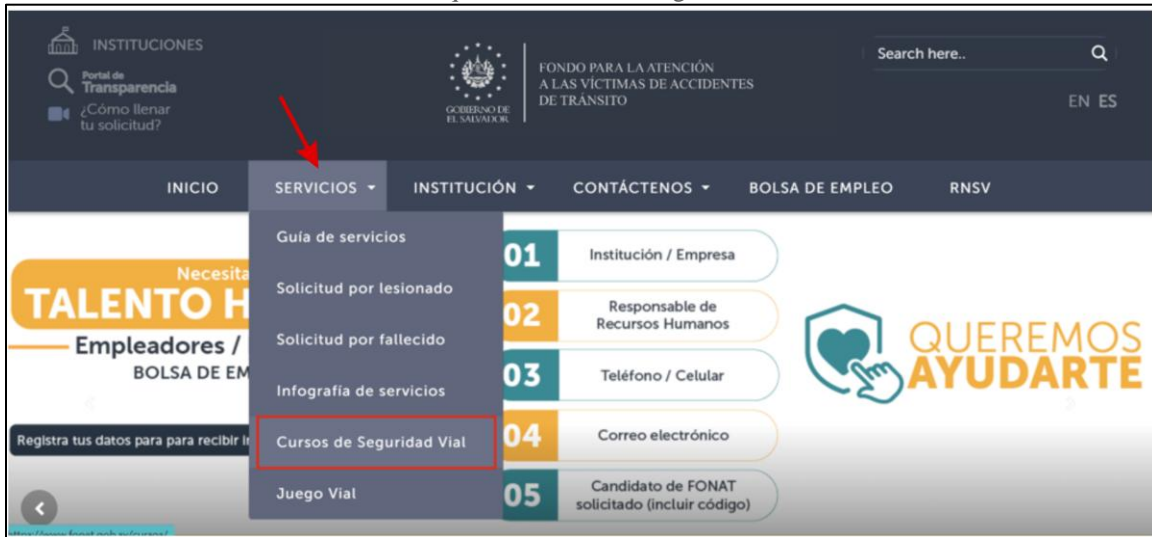 INSTITUCIONES
Portal de
Transparencia
¿Cómo llenar
tu solicitud?
GOBIERNO DE
EL SALVADOR
FONDO PARA LA ATENCIÓN
A LAS VÍCTIMAS DE ACCIDENTES
DE TRÁNSITO
Search here..
EN ES
INICIO SERVICIOS INSTITUCIÓN CONTÁCTENOS BOLSA DE EMPLEO RNSV
Guía de servicios
Solicitud por lesionado
Solicitud por fallecido
Infografía de servicios
Cursos de Seguridad Vial
Juego Vial
Necesita
TALENTO H
Empleadores /
BOLSA DE EM
Registra tus datos para para recibir
01 Institución / Empresa
02 Responsable de
Recursos Humanos
03 Teléfono / Celular
04 Correo electrónico
05 Candidato de FONAT
solicitado (incluir código)
QUEREMOS
AYUDARTE